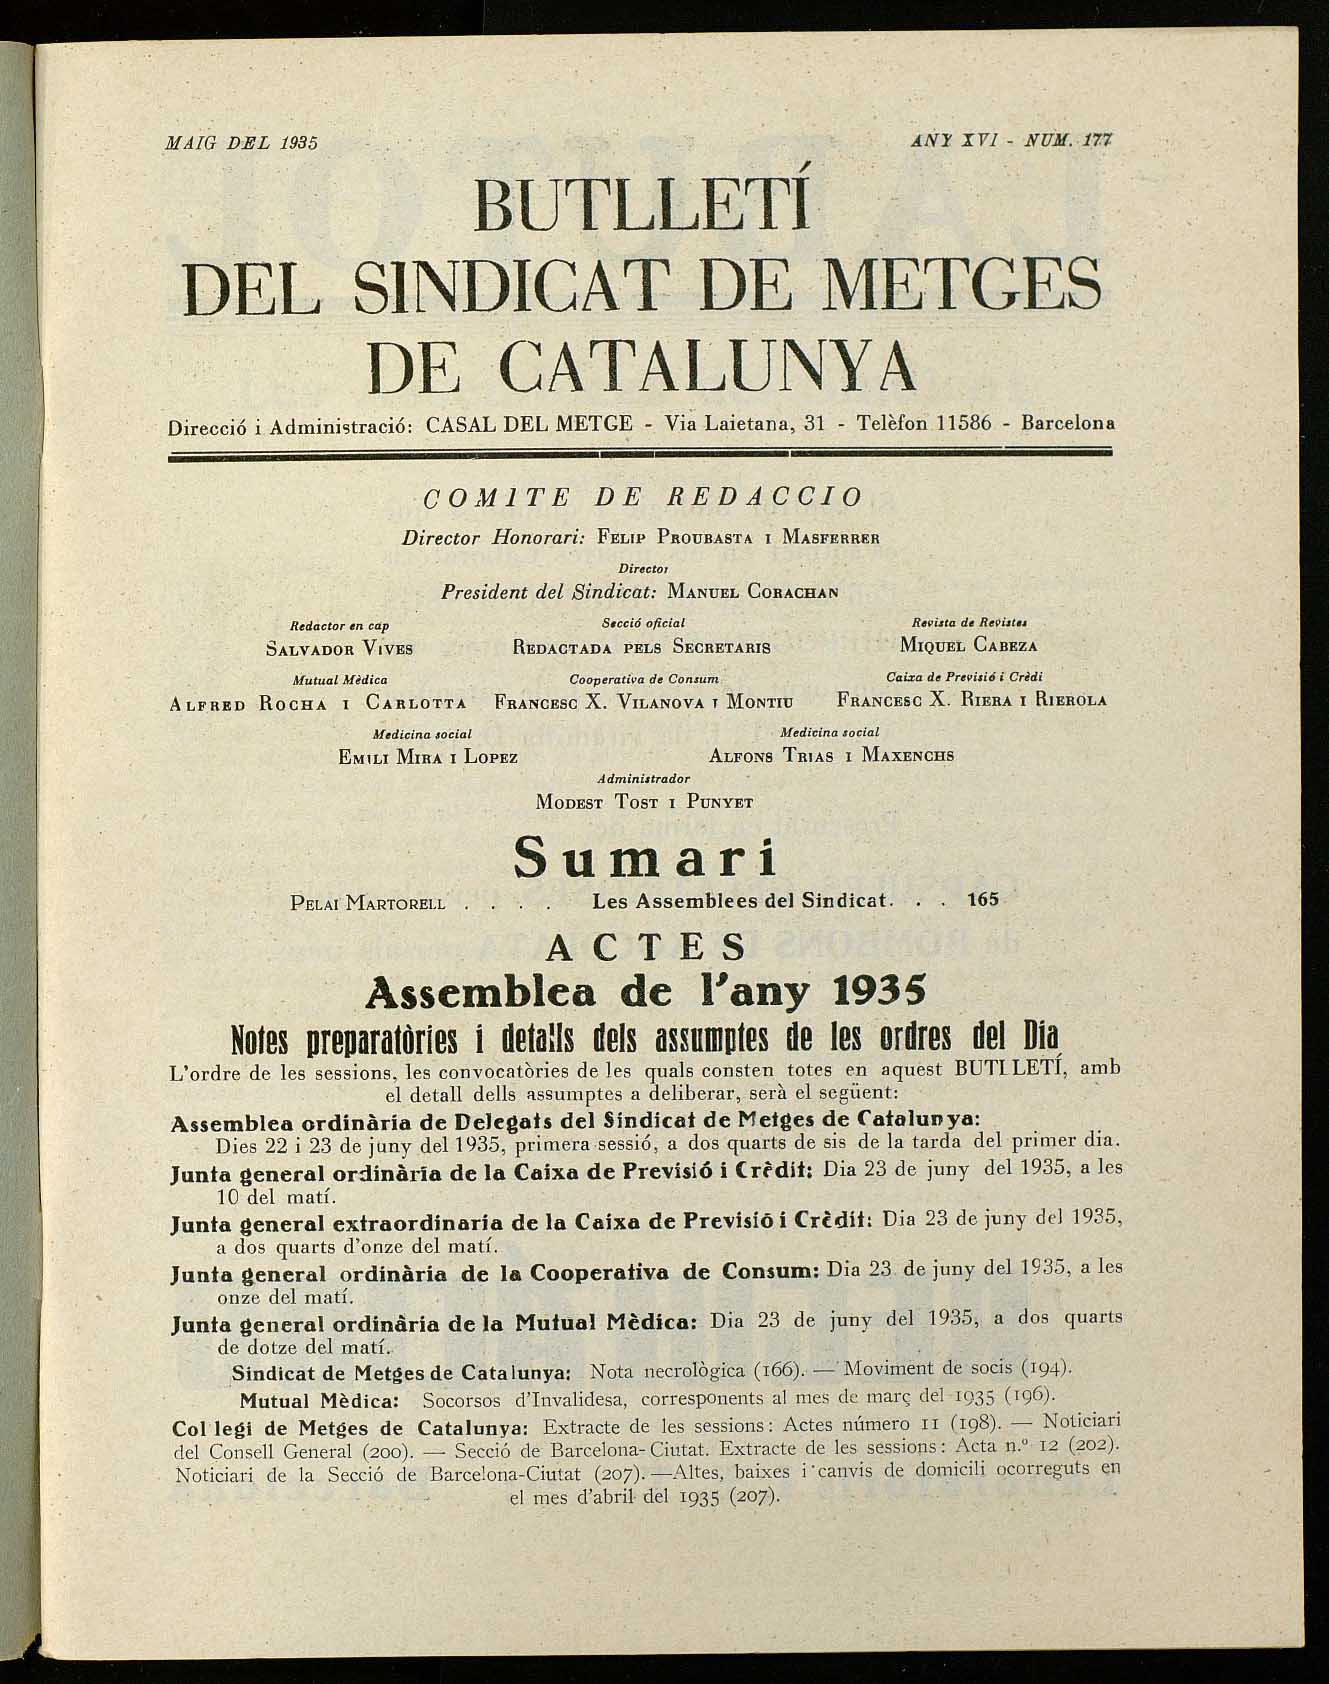 MAIG DEL 1935
ANY XVI - NUM. 177
BUTLLETÍ
DEL SINDICAT DE METGES
DE CATALUNYA
Direcció i Administració: CASAL DEL METGE - Via Laietana, 31 - Telèfon 11586 - Barcelona
COMITE DE REDACCIO
Director Honorari: FELIP PROUBASTA I MASFERRER
Director
President del Sindicat: MANUEL CORACHAN
Redactor en cap Secció oficial Revista de Revistes
SALVADOR VIVES REDACTADA PELS SECRETARIS MIQUEL CABEZA
Mutual Mèdica Cooperativa de Consum Caixa de Previsió i Crèdi
ALFRED ROCHA I CARLOTTA FRANCESC X. VILANOVA I MONTIU FRANCESC X. RIERA I RIEROLA
Medicina social Medicina social
EMILI MIRA I LOPEZ ALFONS TRIAS I MAXENCHS
Administrador
MODEST TOST I PUNYET
Sumari
PELAI MARTORELL . . . . Les Assemblees del Sindicat. . . 165
ACTES
Assemblea de l'any 1935
Notes preparatòries i detalls dels assumptes de les ordres del Dia
L'ordre de les sessions, les convocatòries de les quals consten totes en aquest BUTLLETÍ, amb
el detall dells assumptes a deliberar, serà el següent:
Assemblea ordinària de Delegats del Sindicat de Metges de Catalunya:
Dies 22 i 23 de juny del 1935, primera sessió, a dos quarts de sis de la tarda del primer dia.
Junta general ordinària de la Caixa de Previsió i Crèdit: Dia 23 de juny del 1935, a les
10 del matí.
Junta general extraordinaria de la Caixa de Previsió i Crèdit: Dia 23 de juny del 1935,
a dos quarts d'onze del matí.
Junta general ordinària de la Cooperativa de Consum: Dia 23 de juny del 1935, a les
onze del matí.
Junta general ordinària de la Mutual Mèdica: Dia 23 de juny del 1935, a dos quarts
de dotze del matí.
Sindicat de Metges de Catalunya: Nota necrològica (166). — Moviment de socis (194).
Mutual Mèdica: Socorsos d'Invalidesa, corresponents al mes de març del 1935 (196).
Col legi de Metges de Catalunya: Extracte de les sessions: Actes número 11 (198). — Noticiari
del Consell General (200). — Secció de Barcelona-Ciutat. Extracte de les sessions: Acta n.º 12 (202).
Noticiari de la Secció de Barcelona-Ciutat (207). — Altes, baixes i canvis de domicili ocorreguts en
el mes d'abril del 1935 (207).